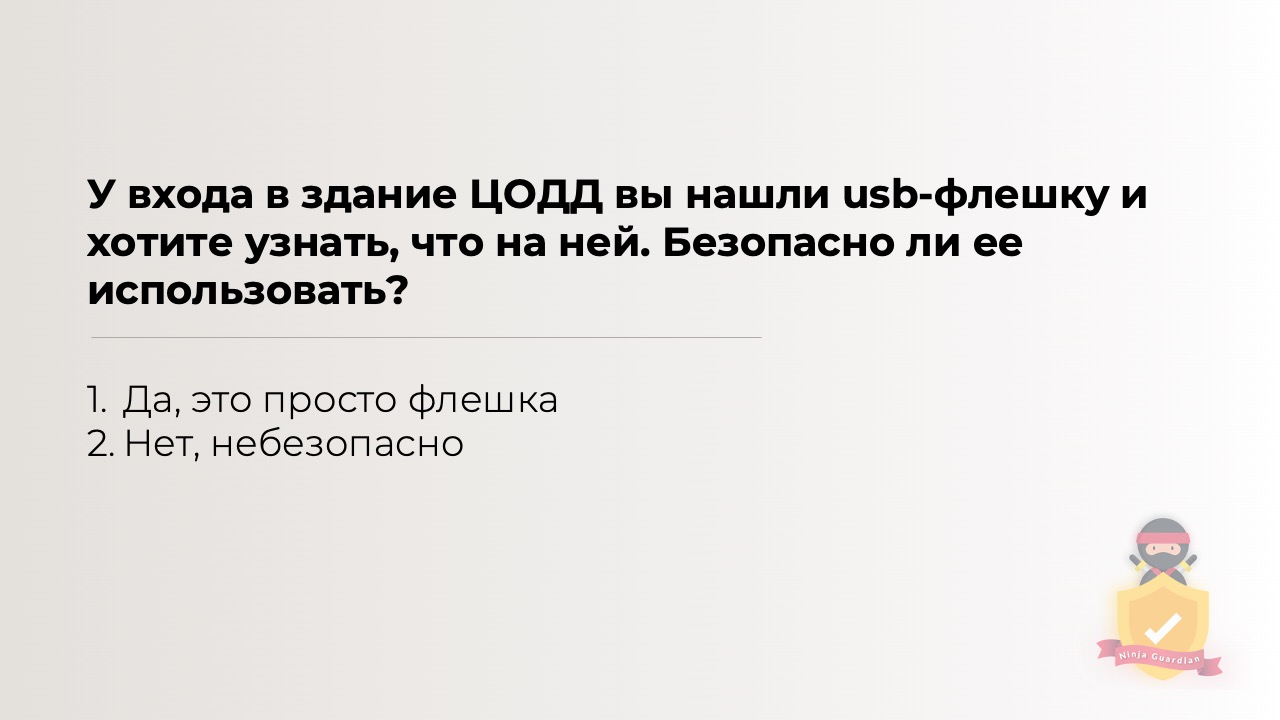 У входа в здание ЦОДД вы нашли usb-флешку и
хотите узнать, что на ней. Безопасно ли ее
использовать?
1. Да, это просто флешка
2. Нет, небезопасно
Ninja Guardian